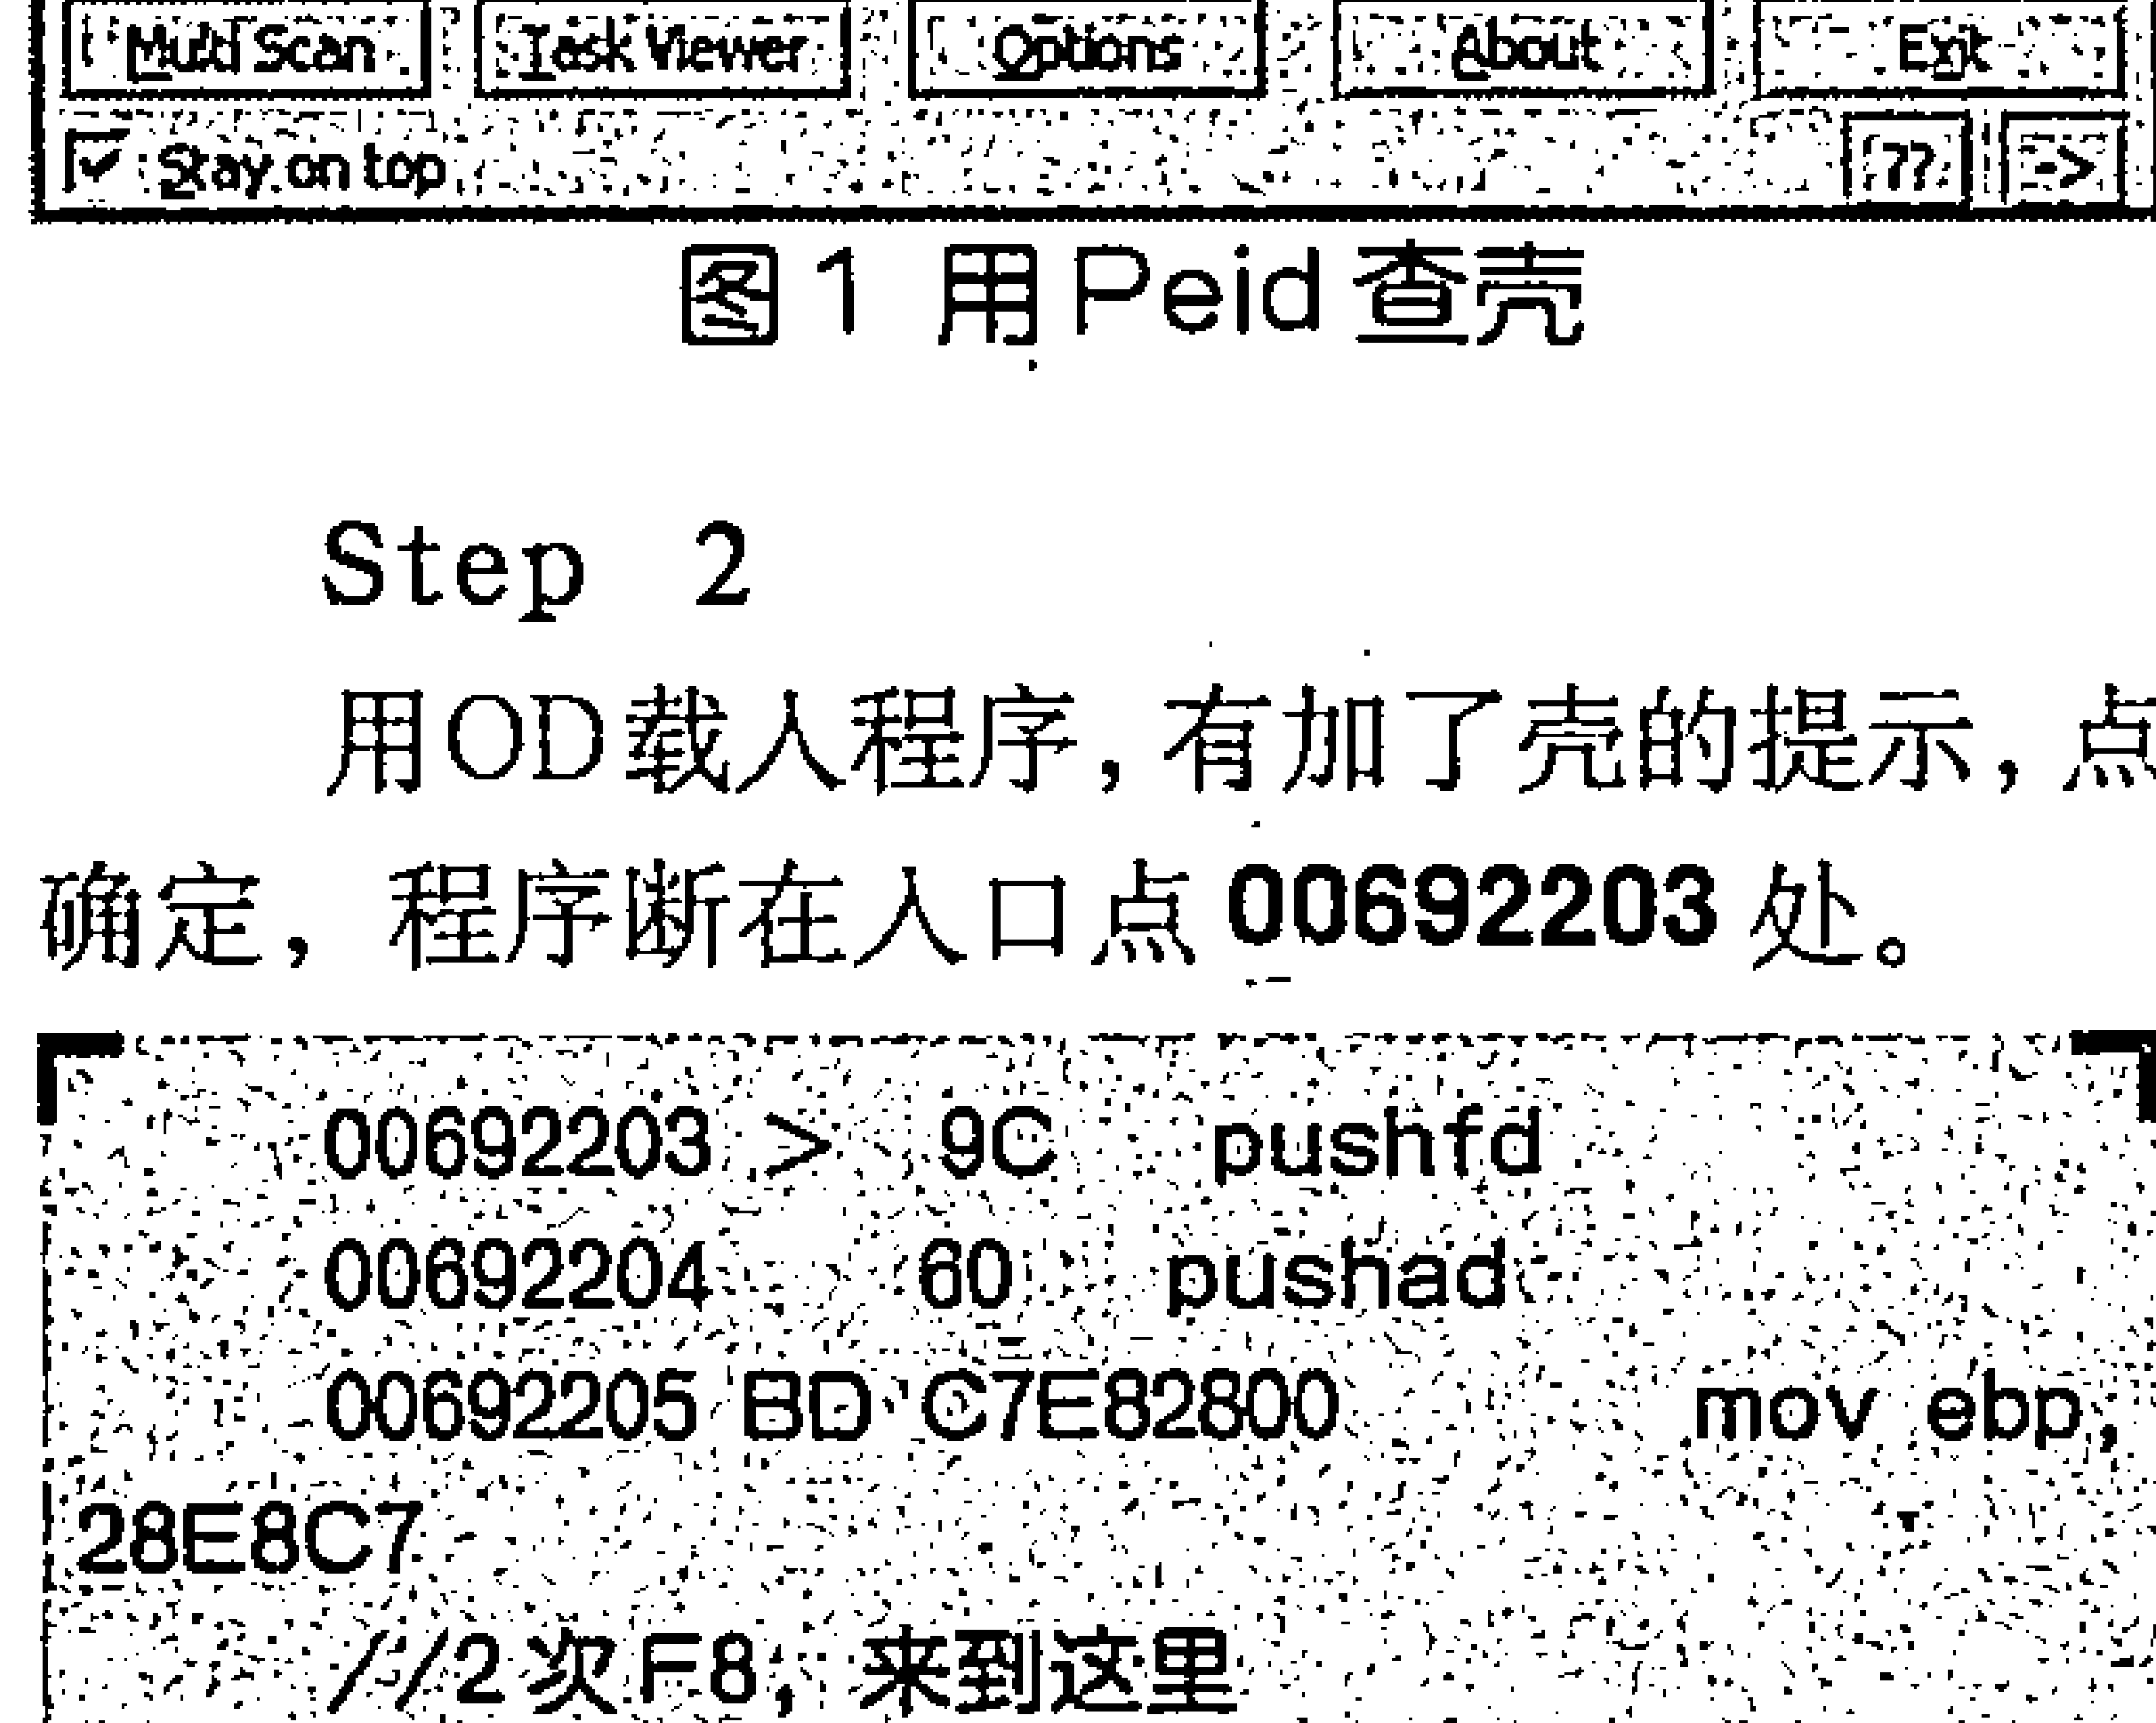 Multi Scan Task Viewer Options About Exit
Stay on top ?? ->
图1 用Peid查壳
Step 2
用OD载入程序，有加了壳的提示，点
确定，程序断在入口点00692203处。
00692203 > 9C pushfd
00692204 60 pushad
00692205 BD C7E82800 mov ebp,
28E8C7
//2次F8，来到这里